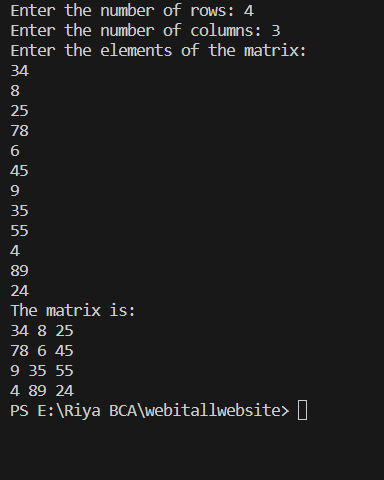 Enter the number of rows: 4
Enter the number of columns: 3
Enter the elements of the matrix:
34
8
25
78
6
45
9
35
55
4
89
24
The matrix is:
34 8 25
78 6 45
9 35 55
4 89 24
PS E:\Riya BCA\webitallwebsite>